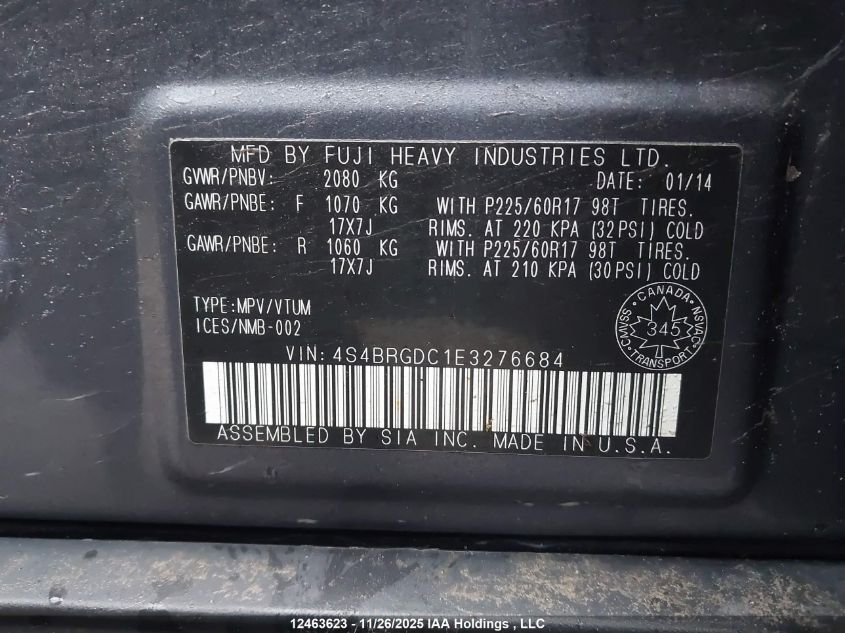 MFD BY FUJI HEAVY INDUSTRIES LTD.
GVWR/PNBV: 2080 KG DATE: 01/14
GAWR/PNBE: F 1070 KG WITH P225/60R17 98T TIRES.
17X7J RIMS. AT 220 KPA (32PSI) COLD
GAWR/PNBE: R 1060 KG WITH P225/60R17 98T TIRES.
17X7J RIMS. AT 210 KPA (30PSI) COLD
TYPE:MPV/VTUM
ICES/NMB-002
CANADA
CMVSS 345 NSVAC
TRANSPORT
VIN: 4S4BRGDC1E3276684
ASSEMBLED BY SIA INC. MADE IN U.S.A.
12463623 - 11/26/2025 IAA Holdings , LLC